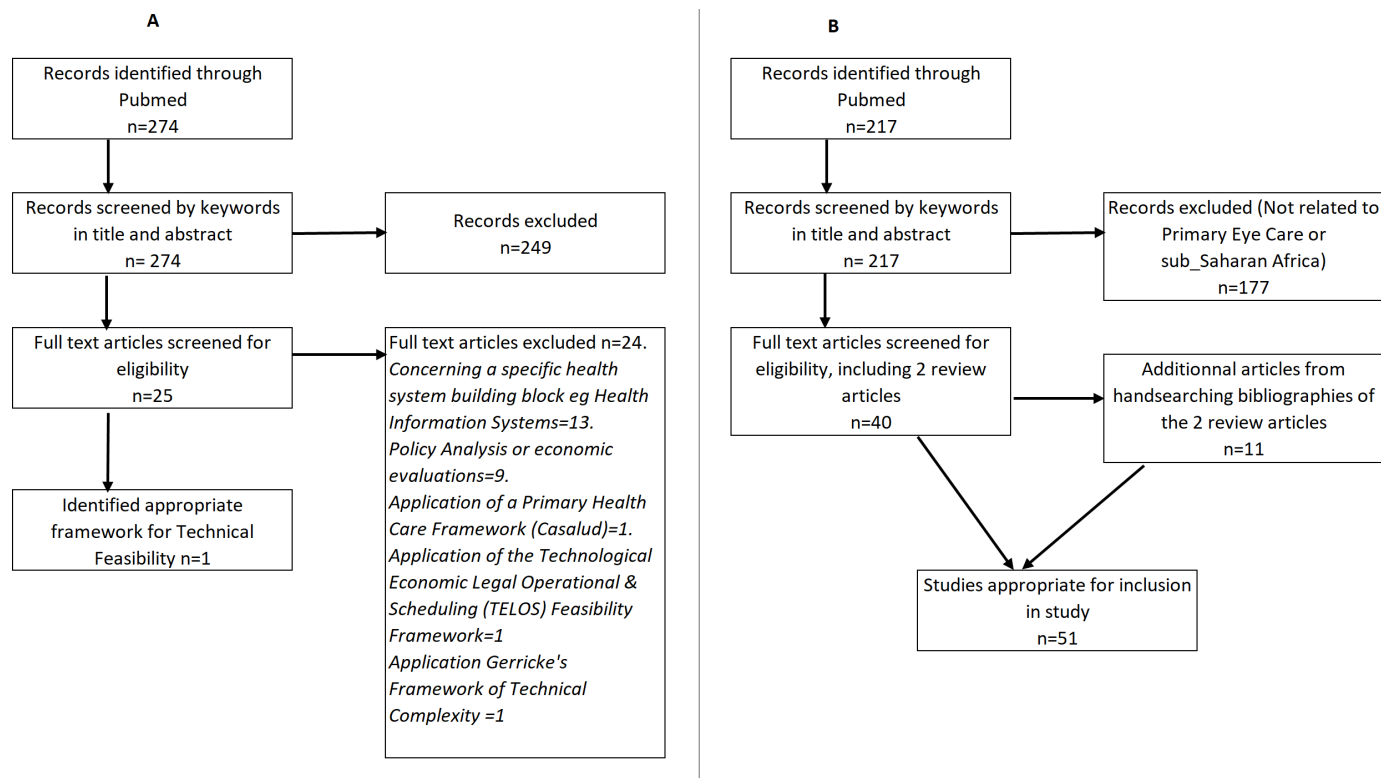 A
Records identified through
Pubmed
n=274
Records screened by keywords
in title and abstract
n= 274
Records excluded
n=249
Full text articles screened for
eligibility
n=25
Full text articles excluded n=24.
Concerning a specific health
system building block eg Health
Information Systems=13.
Policy Analysis or economic
evaluations=9.
Application of a Primary Health
Care Framework (Casalud)=1.
Application of the Technological
Economic Legal Operational &
Scheduling (TELOS) Feasibility
Framework=1
Application Gerricke's
Framework of Technical
Complexity =1
Identified appropriate
framework for Technical
Feasibility n=1
B
Records identified through
Pubmed
n=217
Records screened by keywords
in title and abstract
n= 217
Records excluded (Not related to
Primary Eye Care or
sub_Saharan Africa)
n=177
Full text articles screened for
eligibility, including 2 review
articles
n=40
Additionnal articles from
handsearching bibliographies of
the 2 review articles
n=11
Studies appropriate for inclusion
in study
n=51